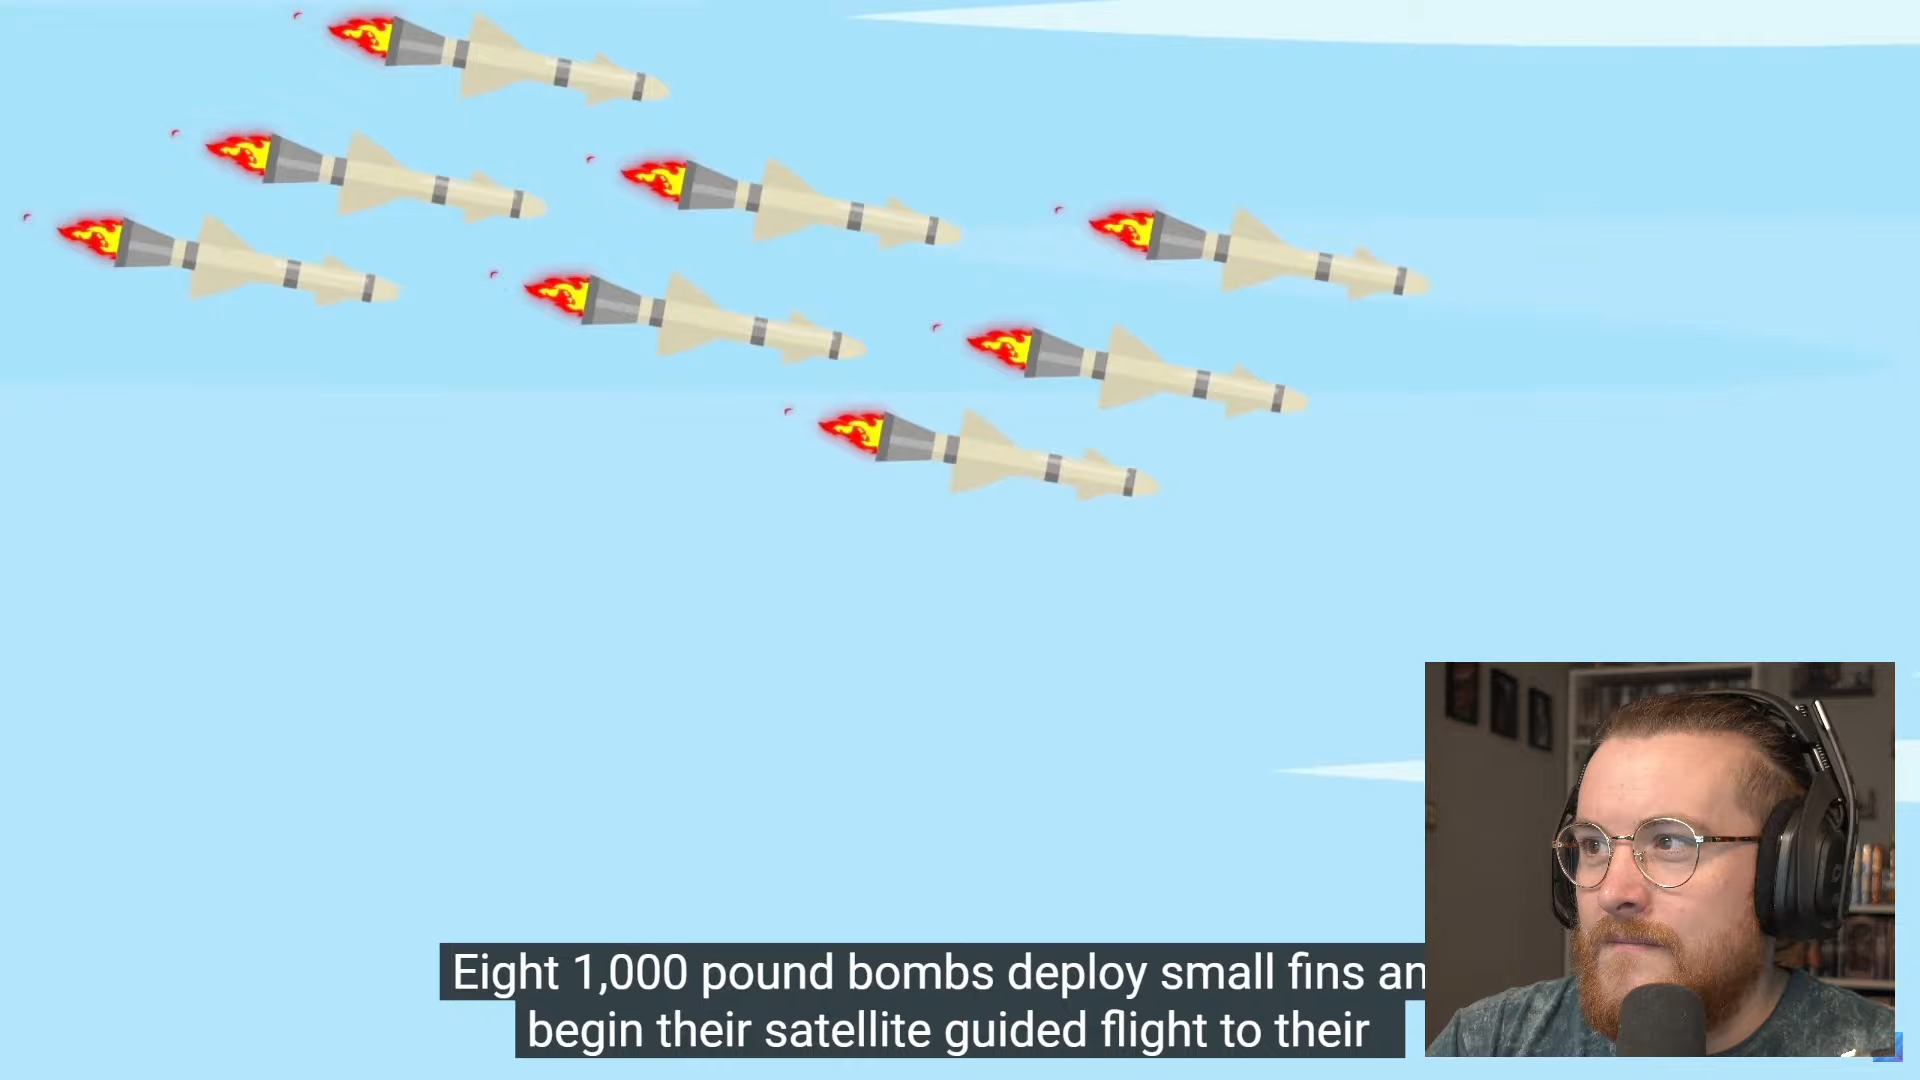 Eight 1,000 pound bombs deploy small fins an
begin their satellite guided flight to their